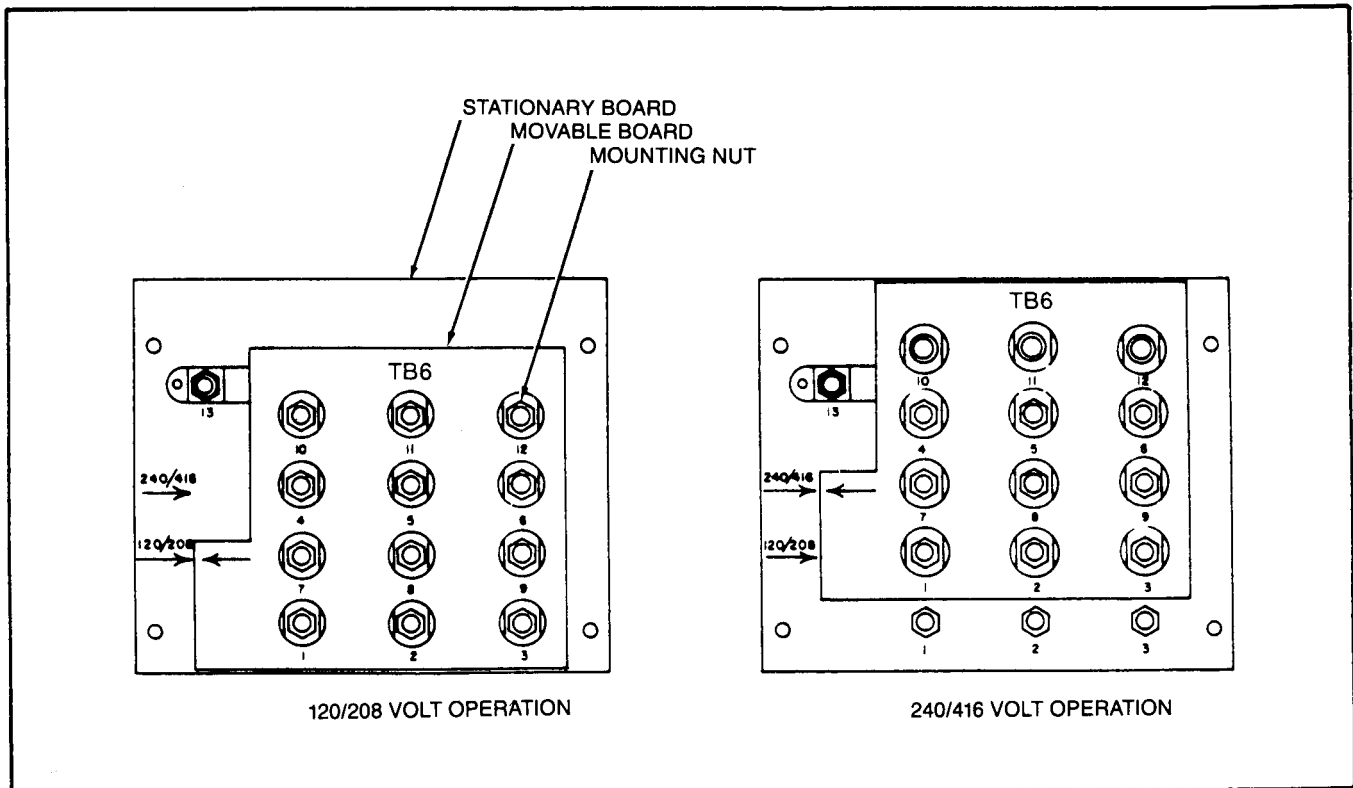 STATIONARY BOARD
MOVABLE BOARD
MOUNTING NUT
TB6
13
10 11 12
240/416
4 5 6
120/208
7 8 9
1 2 3
120/208 VOLT OPERATION
TB6
10 11 12
13
4 5 6
240/416
7 8 9
120/208
1 2 3
1 2 3
240/416 VOLT OPERATION